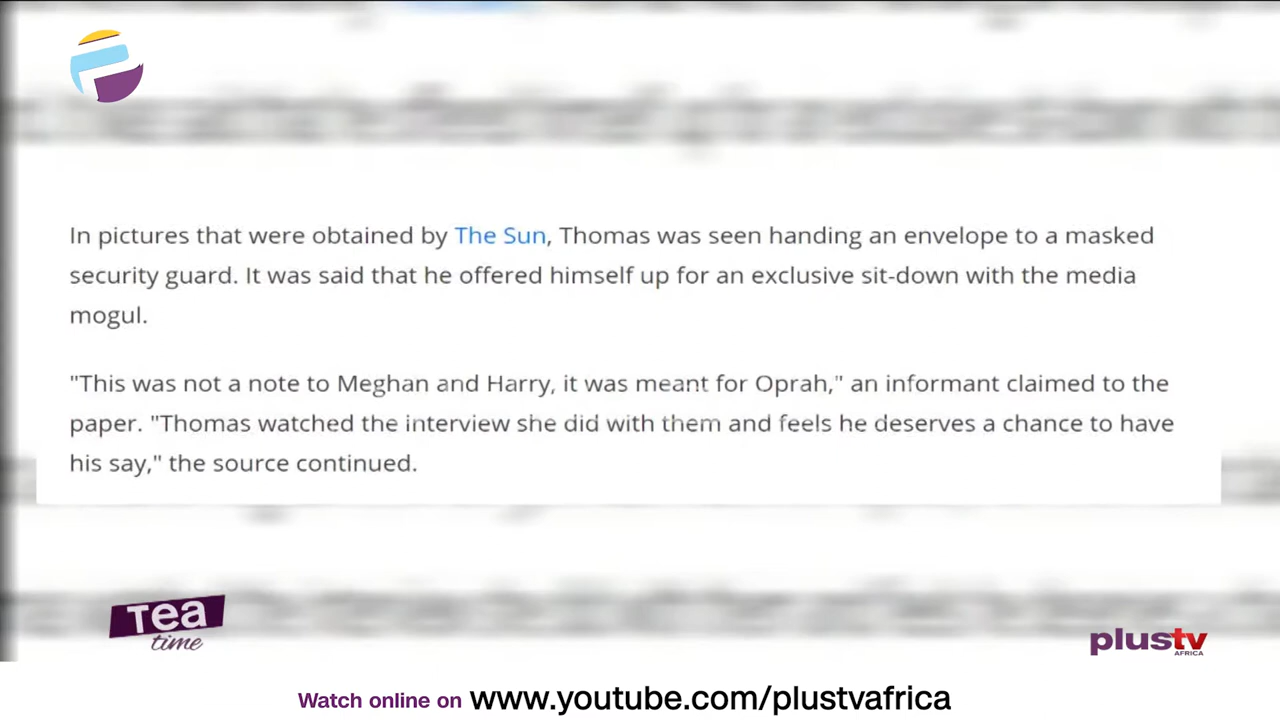 In pictures that were obtained by The Sun, Thomas was seen handing an envelope to a masked
security guard. It was said that he offered himself up for an exclusive sit-down with the media
mogul.
"This was not a note to Meghan and Harry, it was meant for Oprah," an informant claimed to the
paper. "Thomas watched the interview she did with them and feels he deserves a chance to have
his say," the source continued.
Tea
time
plustv
AFRICA
Watch online on www.youtube.com/plustvafrica